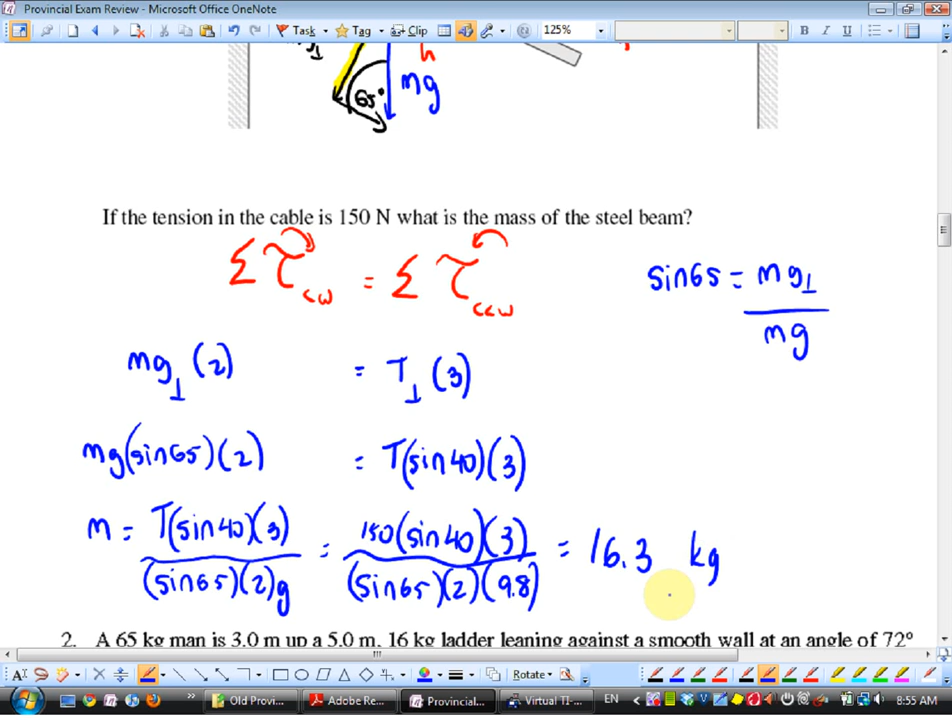 Provincial Exam Review - Microsoft Office OneNote
Task Tag Clip 125% B I U
mg⊥ h
65° mg
If the tension in the cable is 150 N what is the mass of the steel beam?
Στcw = Στccw
sin65 = mg⊥ / mg
mg⊥ (2) = T⊥ (3)
mg(sin65)(2) = T(sin40)(3)
m = T(sin40)(3) / (sin65)(2)g = 150(sin40)(3) / (sin65)(2)(9.8) = 16.3 kg
2. A 65 kg man is 3.0 m up a 5.0 m, 16 kg ladder leaning against a smooth wall at an angle of 72°
Rotate
Old Provi... Adobe Re... Provincial... Virtual TI-... EN 8:55 AM